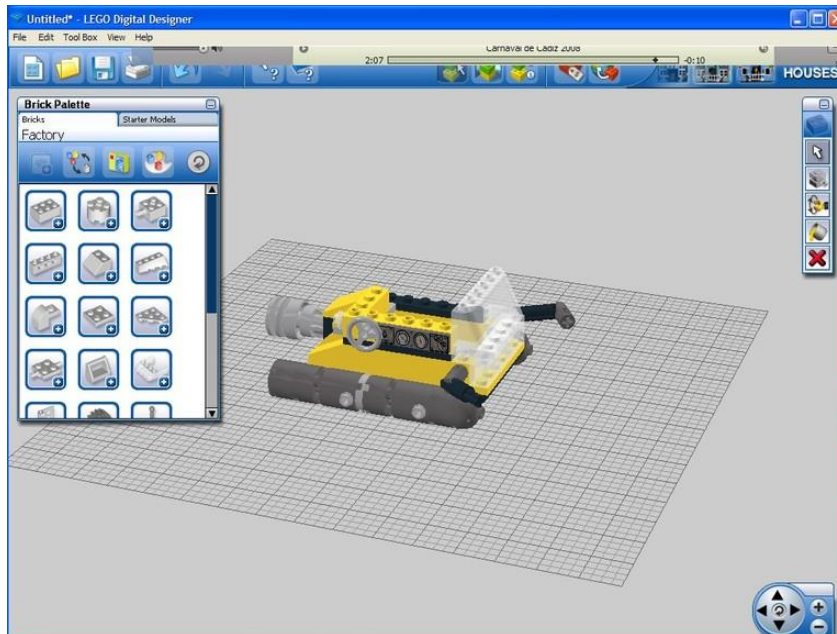 Untitled* - LEGO Digital Designer
File Edit Tool Box View Help
Carnaval de Cádiz 2008
2:07 -0:10
HOUSES
Brick Palette
Bricks Starter Models
Factory